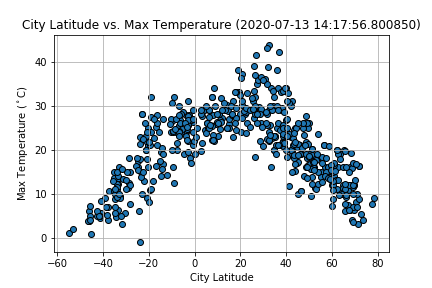 City Latitude vs. Max Temperature (2020-07-13 14:17:56.800850)
40
30
20
10
0
Max Temperature (°C)
−60 −40 −20 0 20 40 60 80
City Latitude